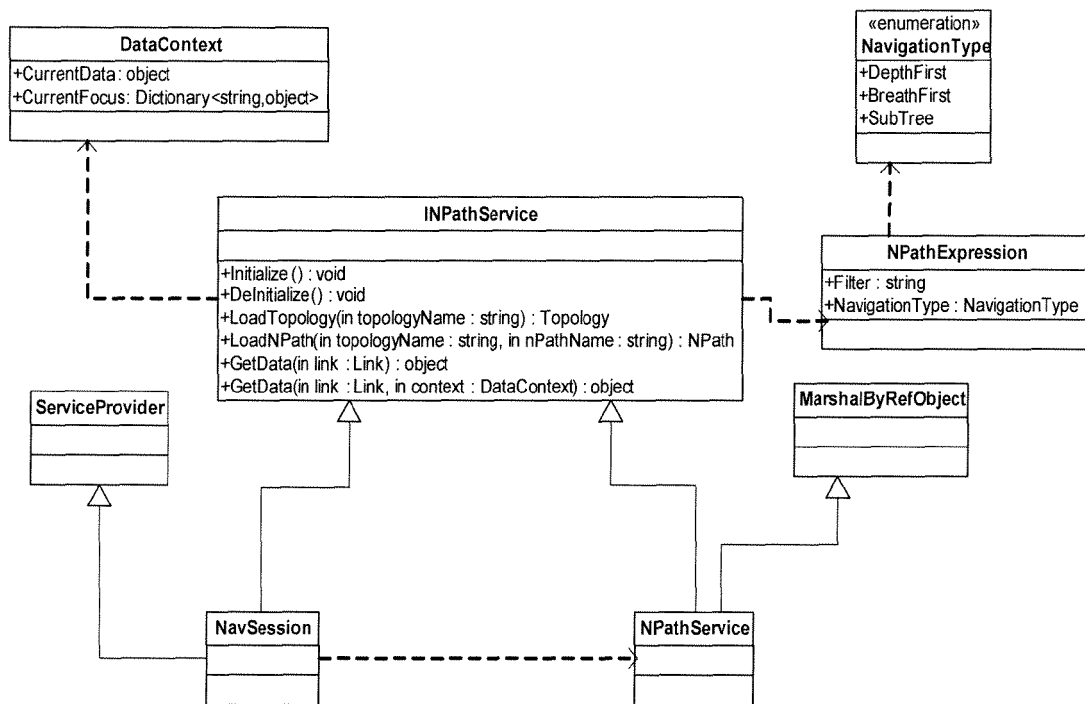 DataContext
+CurrentData : object
+CurrentFocus: Dictionary<string,object>
«enumeration»
NavigationType
+DepthFirst
+BreathFirst
+SubTree
INPathService
+Initialize () : void
+DeInitialize() : void
+LoadTopology(in topologyName : string) : Topology
+LoadNPath(in topologyName : string, in nPathName : string) : NPath
+GetData(in link : Link) : object
+GetData(in link : Link, in context : DataContext) : object
NPathExpression
+Filter : string
+NavigationType : NavigationType
ServiceProvider
MarshalByRefObject
NavSession
NPathService